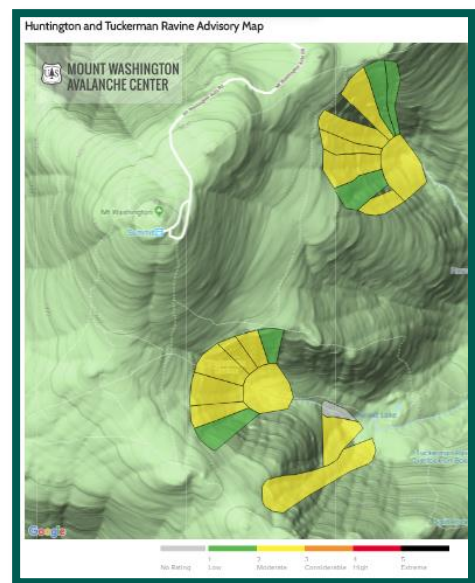 Huntington and Tuckerman Ravine Advisory Map
MOUNT WASHINGTON
AVALANCHE CENTER
Mt Washington
Summit
Google
1 2 3 4 5
No Rating Low Moderate Considerable High Extreme